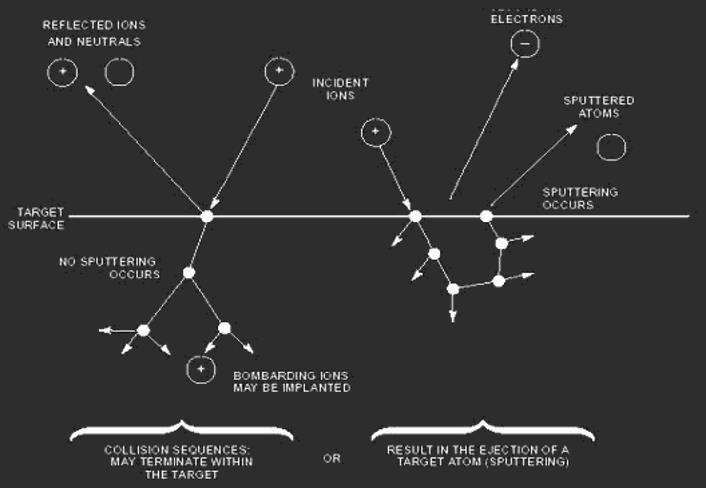 REFLECTED IONS
AND NEUTRALS
+
+
INCIDENT
IONS
+
ELECTRONS
−
SPUTTERED
ATOMS
TARGET
SURFACE
SPUTTERING
OCCURS
NO SPUTTERING
OCCURS
+
BOMBARDING IONS
MAY BE IMPLANTED
COLLISION SEQUENCES:
MAY TERMINATE WITHIN
THE TARGET
OR
RESULT IN THE EJECTION OF A
TARGET ATOM (SPUTTERING)